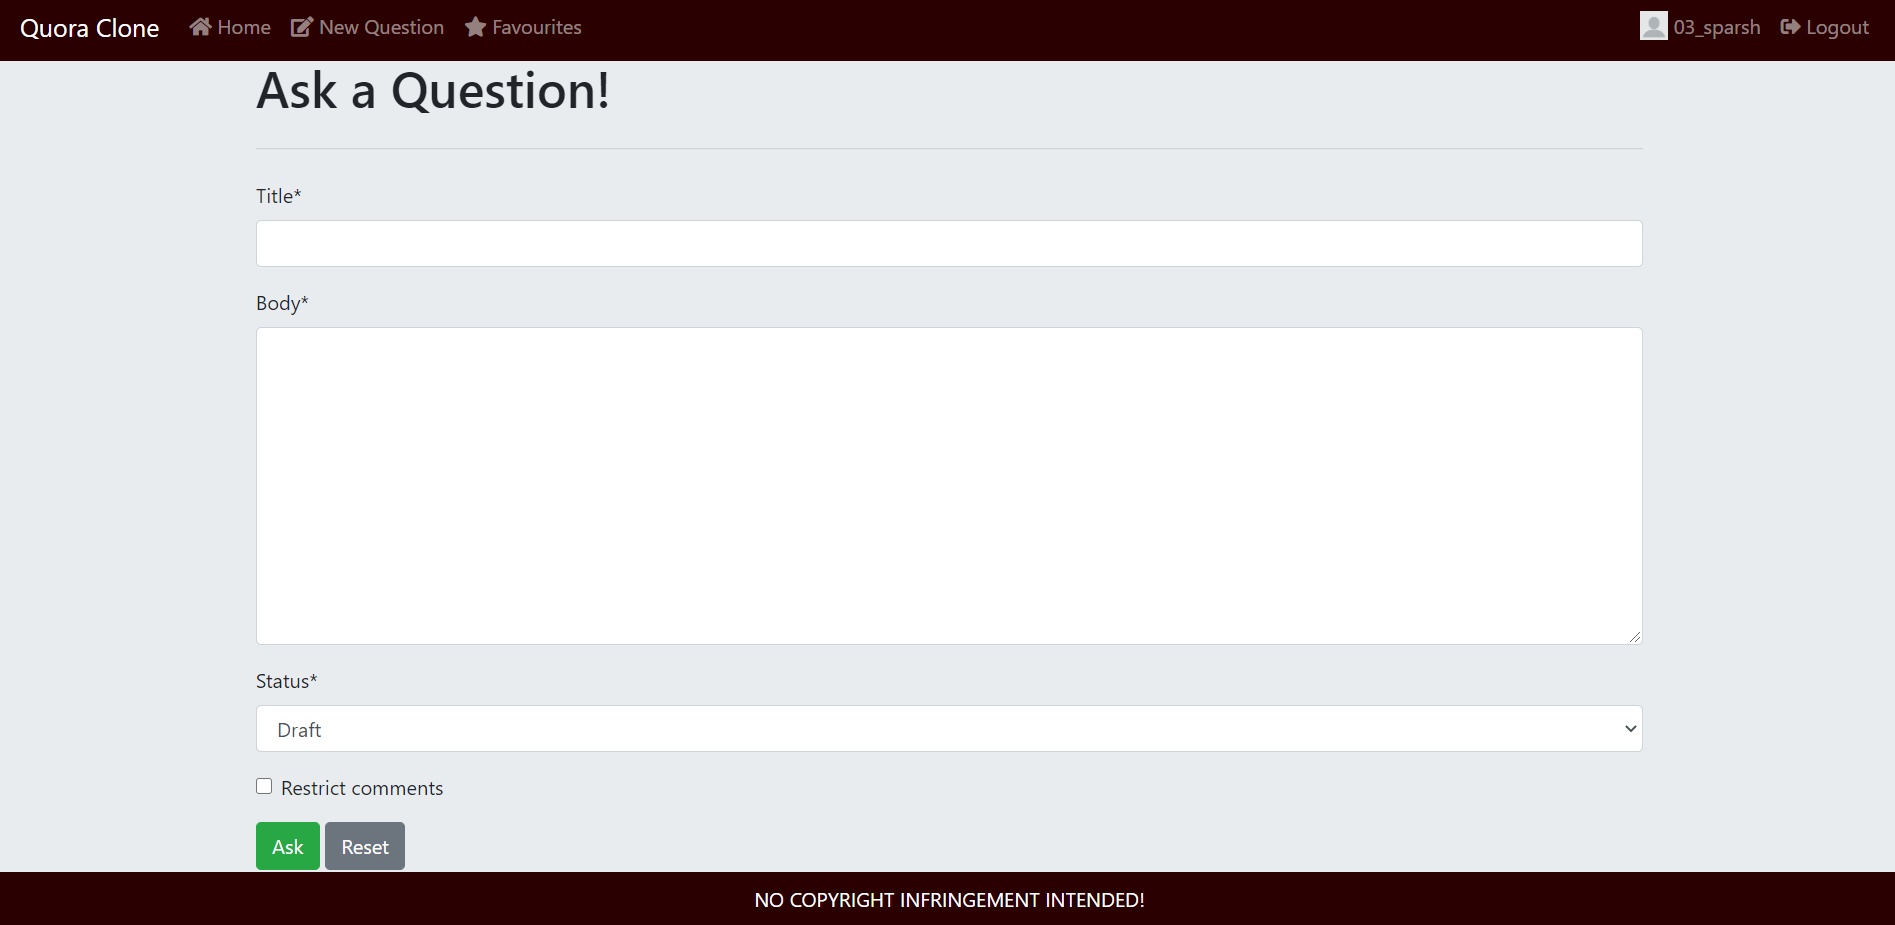 Quora Clone Home New Question Favourites 03_sparsh Logout
Ask a Question!
Title*
Body*
Status*
Draft
Restrict comments
Ask Reset
NO COPYRIGHT INFRINGEMENT INTENDED!